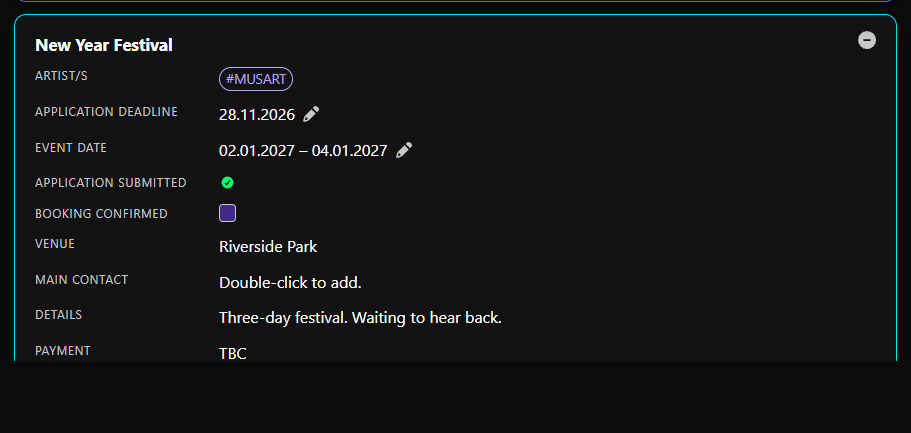 New Year Festival
ARTIST/S #MUSART
APPLICATION DEADLINE 28.11.2026
EVENT DATE 02.01.2027 – 04.01.2027
APPLICATION SUBMITTED
BOOKING CONFIRMED
VENUE Riverside Park
MAIN CONTACT Double-click to add.
DETAILS Three-day festival. Waiting to hear back.
PAYMENT TBC